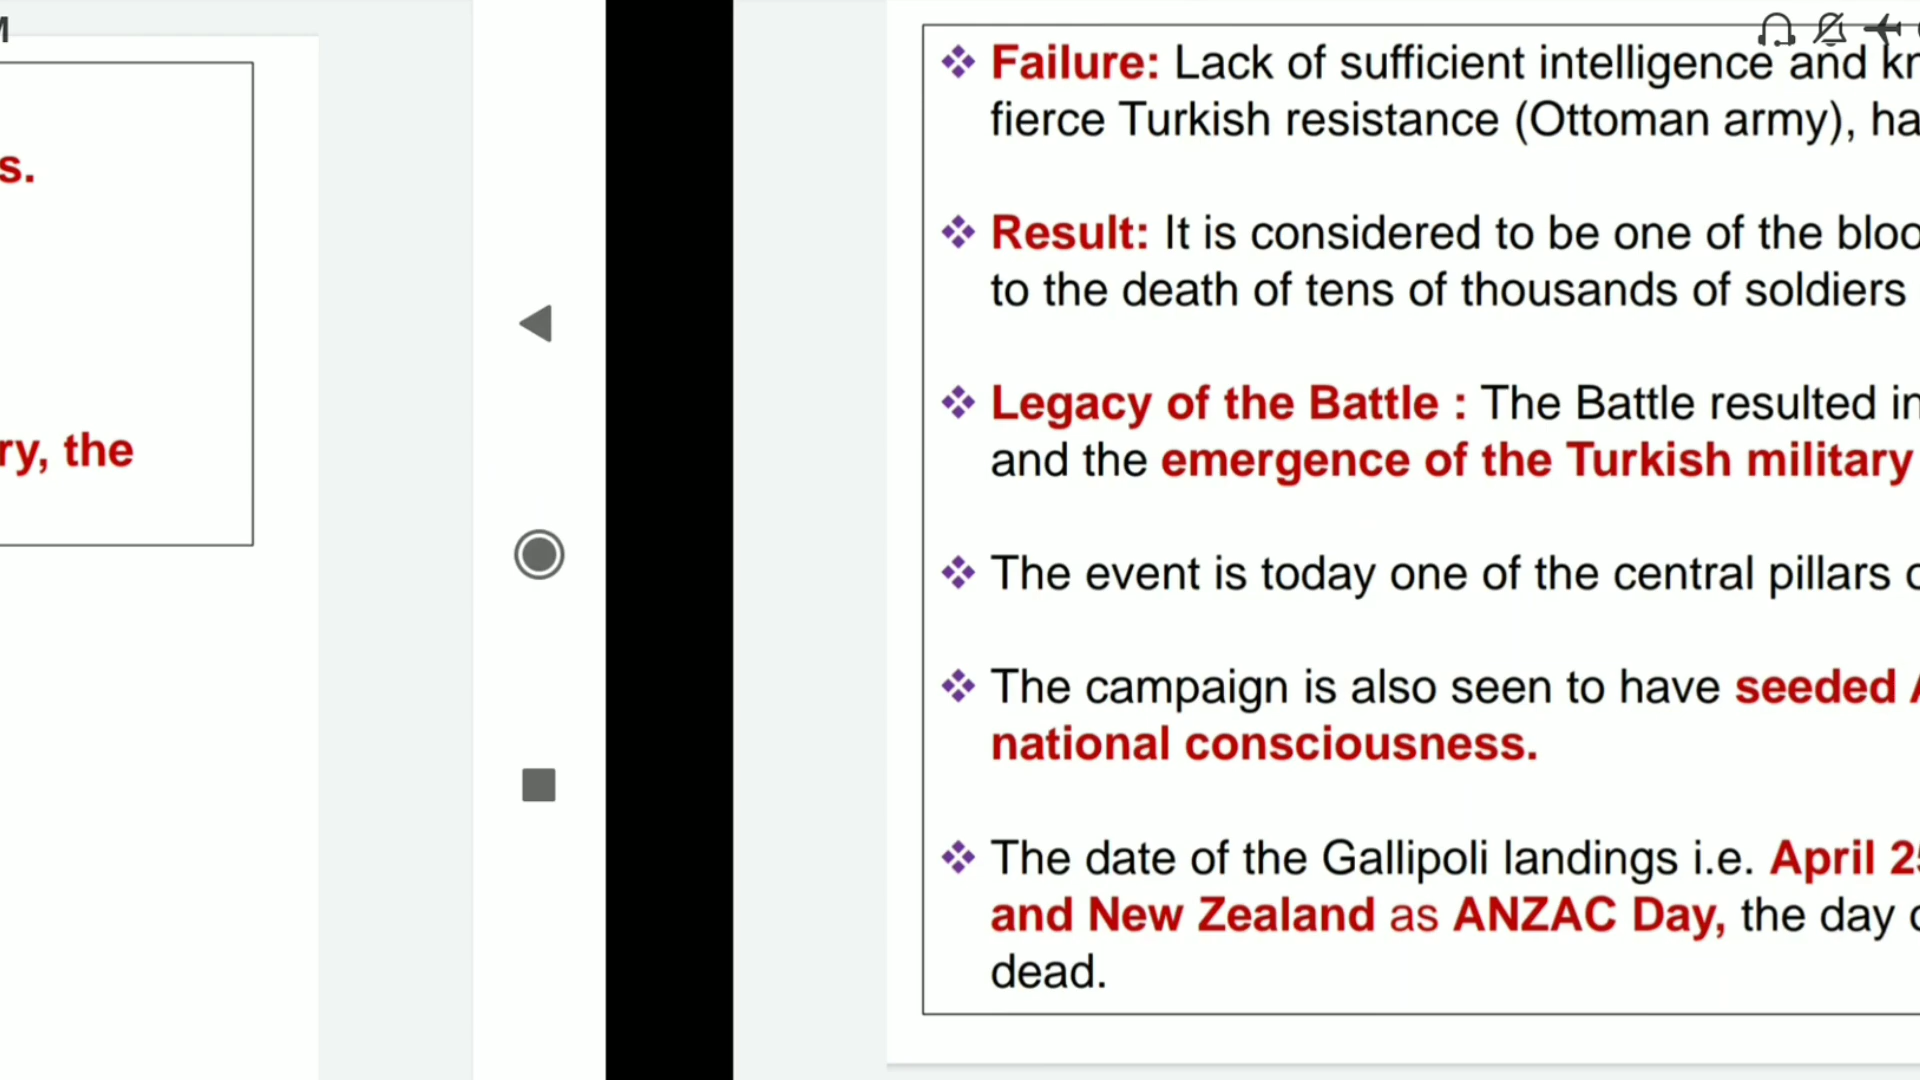 M
s.
ry, the
Failure: Lack of sufficient intelligence and
fierce Turkish resistance (Ottoman army),
Result: It is considered to be one of the
to the death of tens of thousands of soldiers
Legacy of the Battle : The Battle resulted in
and the emergence of the Turkish military
The event is today one of the central pillars
The campaign is also seen to have seeded
national consciousness.
The date of the Gallipoli landings i.e. April
and New Zealand as ANZAC Day, the day
dead.